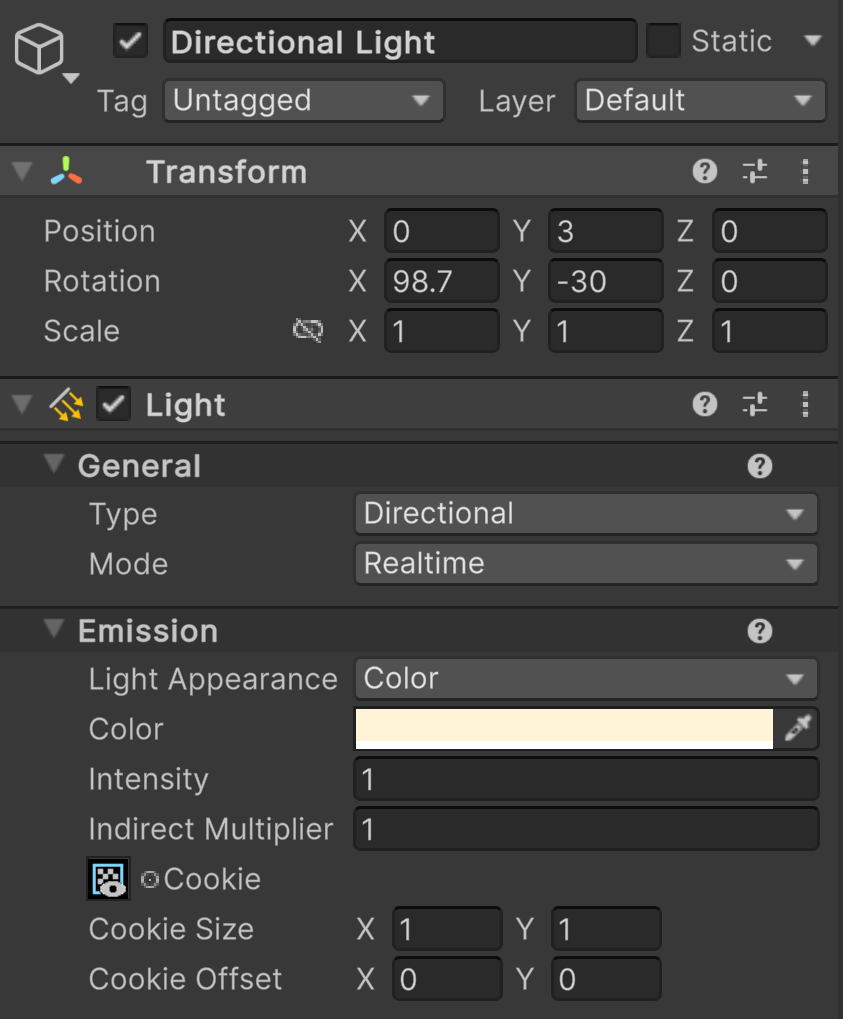 Directional Light Static
Tag Untagged Layer Default
Transform
Position X 0 Y 3 Z 0
Rotation X 98.7 Y -30 Z 0
Scale X 1 Y 1 Z 1
Light
General
Type Directional
Mode Realtime
Emission
Light Appearance Color
Color
Intensity 1
Indirect Multiplier 1
Cookie
Cookie Size X 1 Y 1
Cookie Offset X 0 Y 0